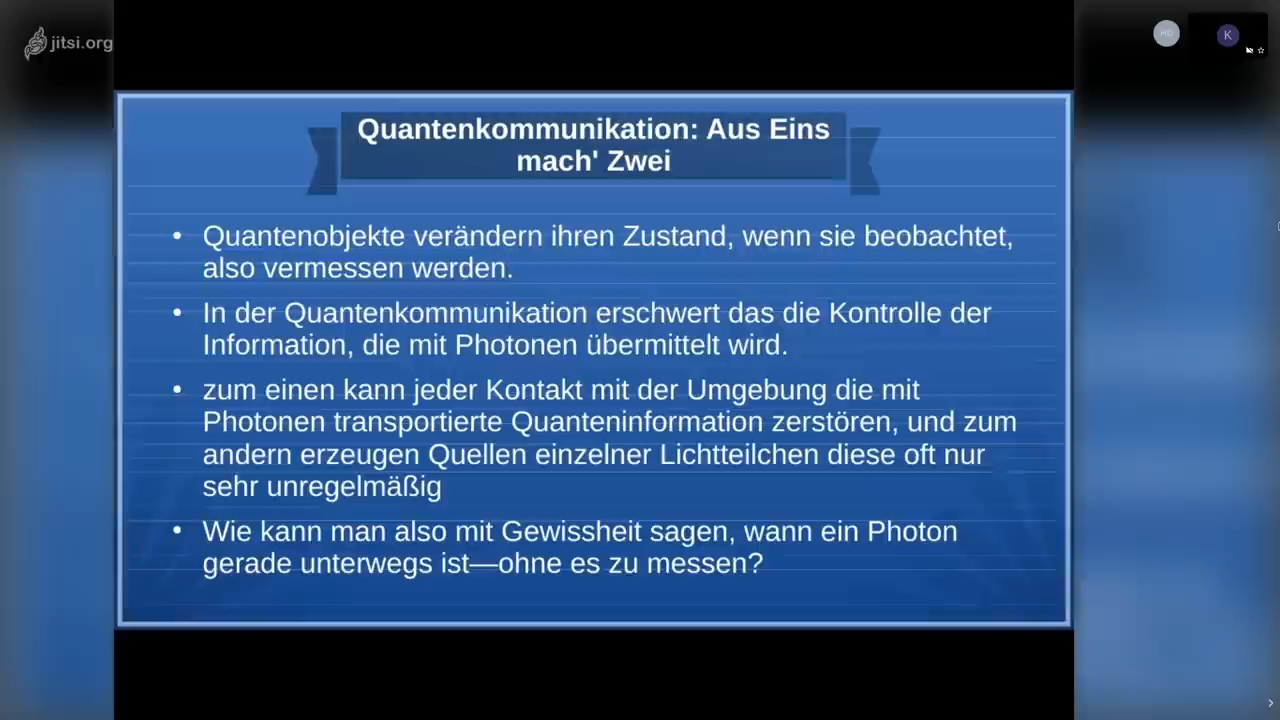 jitsi.org
HD
K
Quantenkommunikation: Aus Eins
mach' Zwei
• Quantenobjekte verändern ihren Zustand, wenn sie beobachtet,
also vermessen werden.
• In der Quantenkommunikation erschwert das die Kontrolle der
Information, die mit Photonen übermittelt wird.
• zum einen kann jeder Kontakt mit der Umgebung die mit
Photonen transportierte Quanteninformation zerstören, und zum
andern erzeugen Quellen einzelner Lichtteilchen diese oft nur
sehr unregelmäßig
• Wie kann man also mit Gewissheit sagen, wann ein Photon
gerade unterwegs ist—ohne es zu messen?